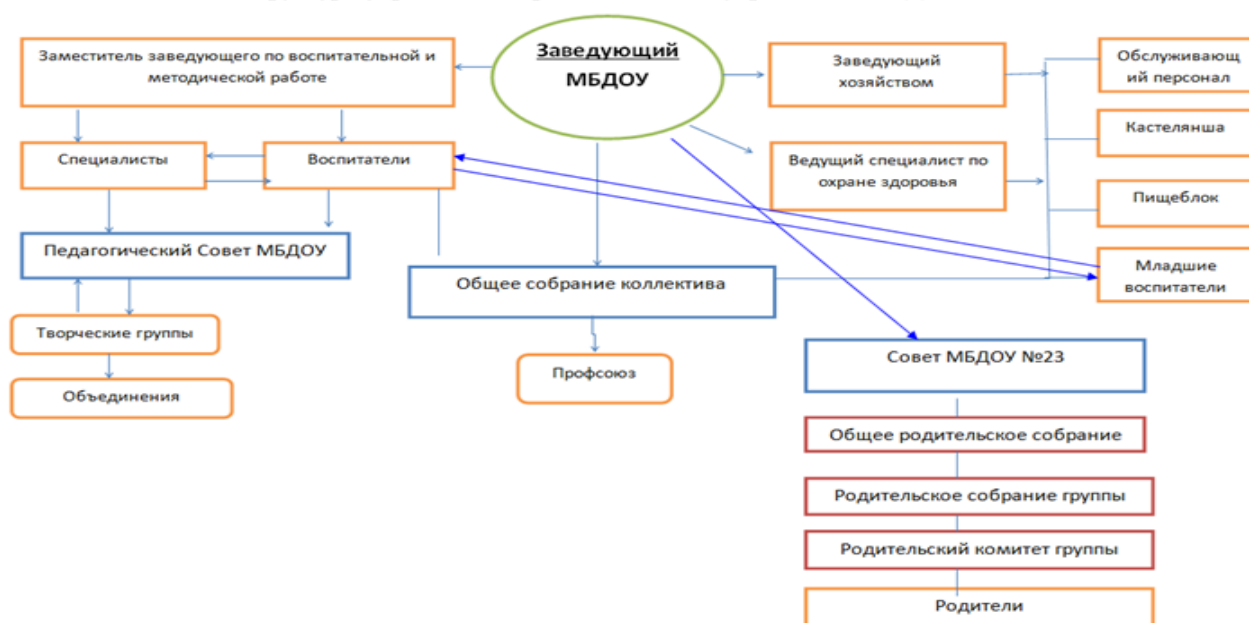 Заместитель заведующего по воспитательной и
методической работе
Заведующий
МБДОУ
Заведующий
хозяйством
Обслуживающ
ий персонал
Кастелянша
Специалисты
Воспитатели
Ведущий специалист по
охране здоровья
Пищеблок
Педагогический Совет МБДОУ
Общее собрание коллектива
Младшие
воспитатели
Творческие группы
Профсоюз
Совет МБДОУ №23
Объединения
Общее родительское собрание
Родительское собрание группы
Родительский комитет группы
Родители